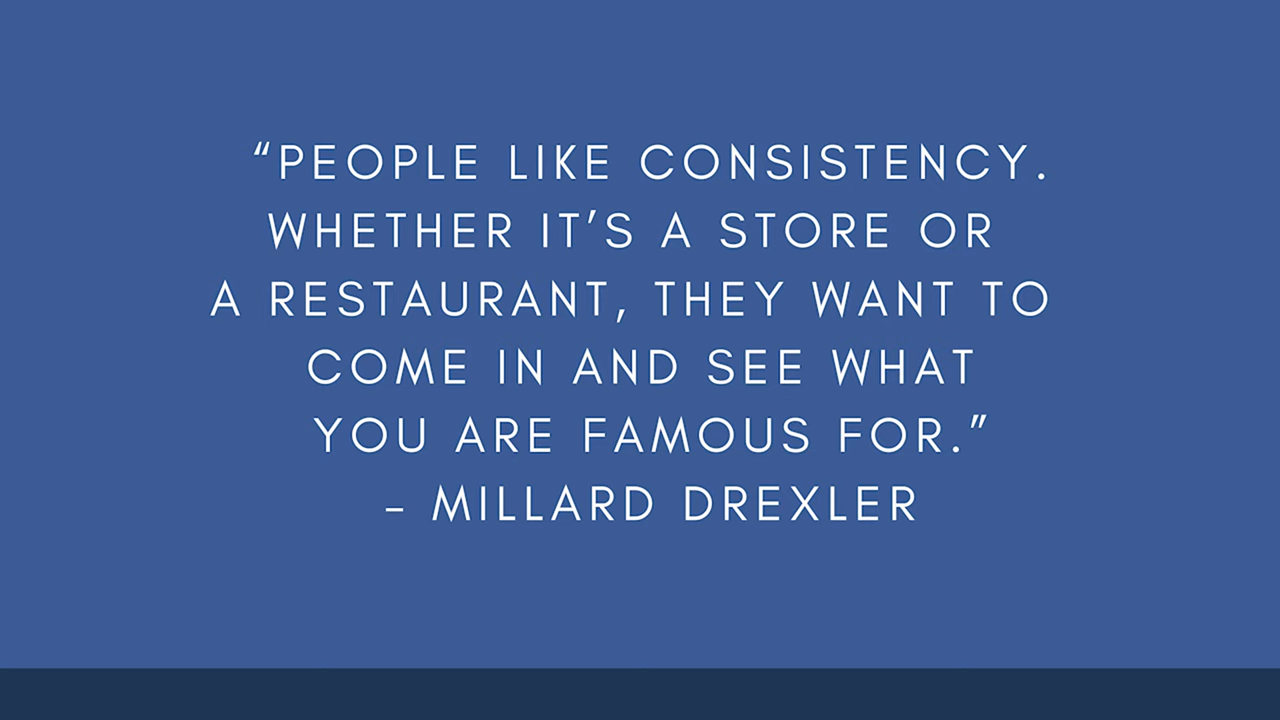 “PEOPLE LIKE CONSISTENCY.
WHETHER IT’S A STORE OR
A RESTAURANT, THEY WANT TO
COME IN AND SEE WHAT
YOU ARE FAMOUS FOR.”
– MILLARD DREXLER